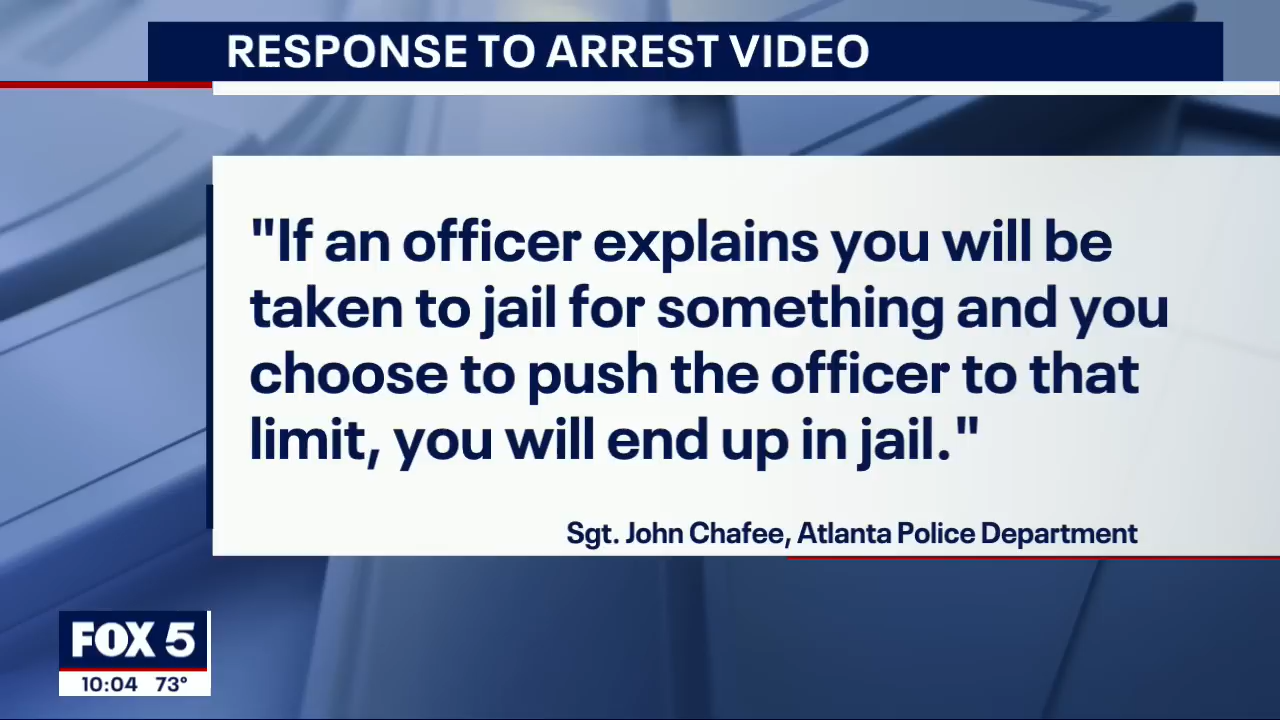 RESPONSE TO ARREST VIDEO
"If an officer explains you will be
taken to jail for something and you
choose to push the officer to that
limit, you will end up in jail."
Sgt. John Chafee, Atlanta Police Department
FOX 5
10:04 73°